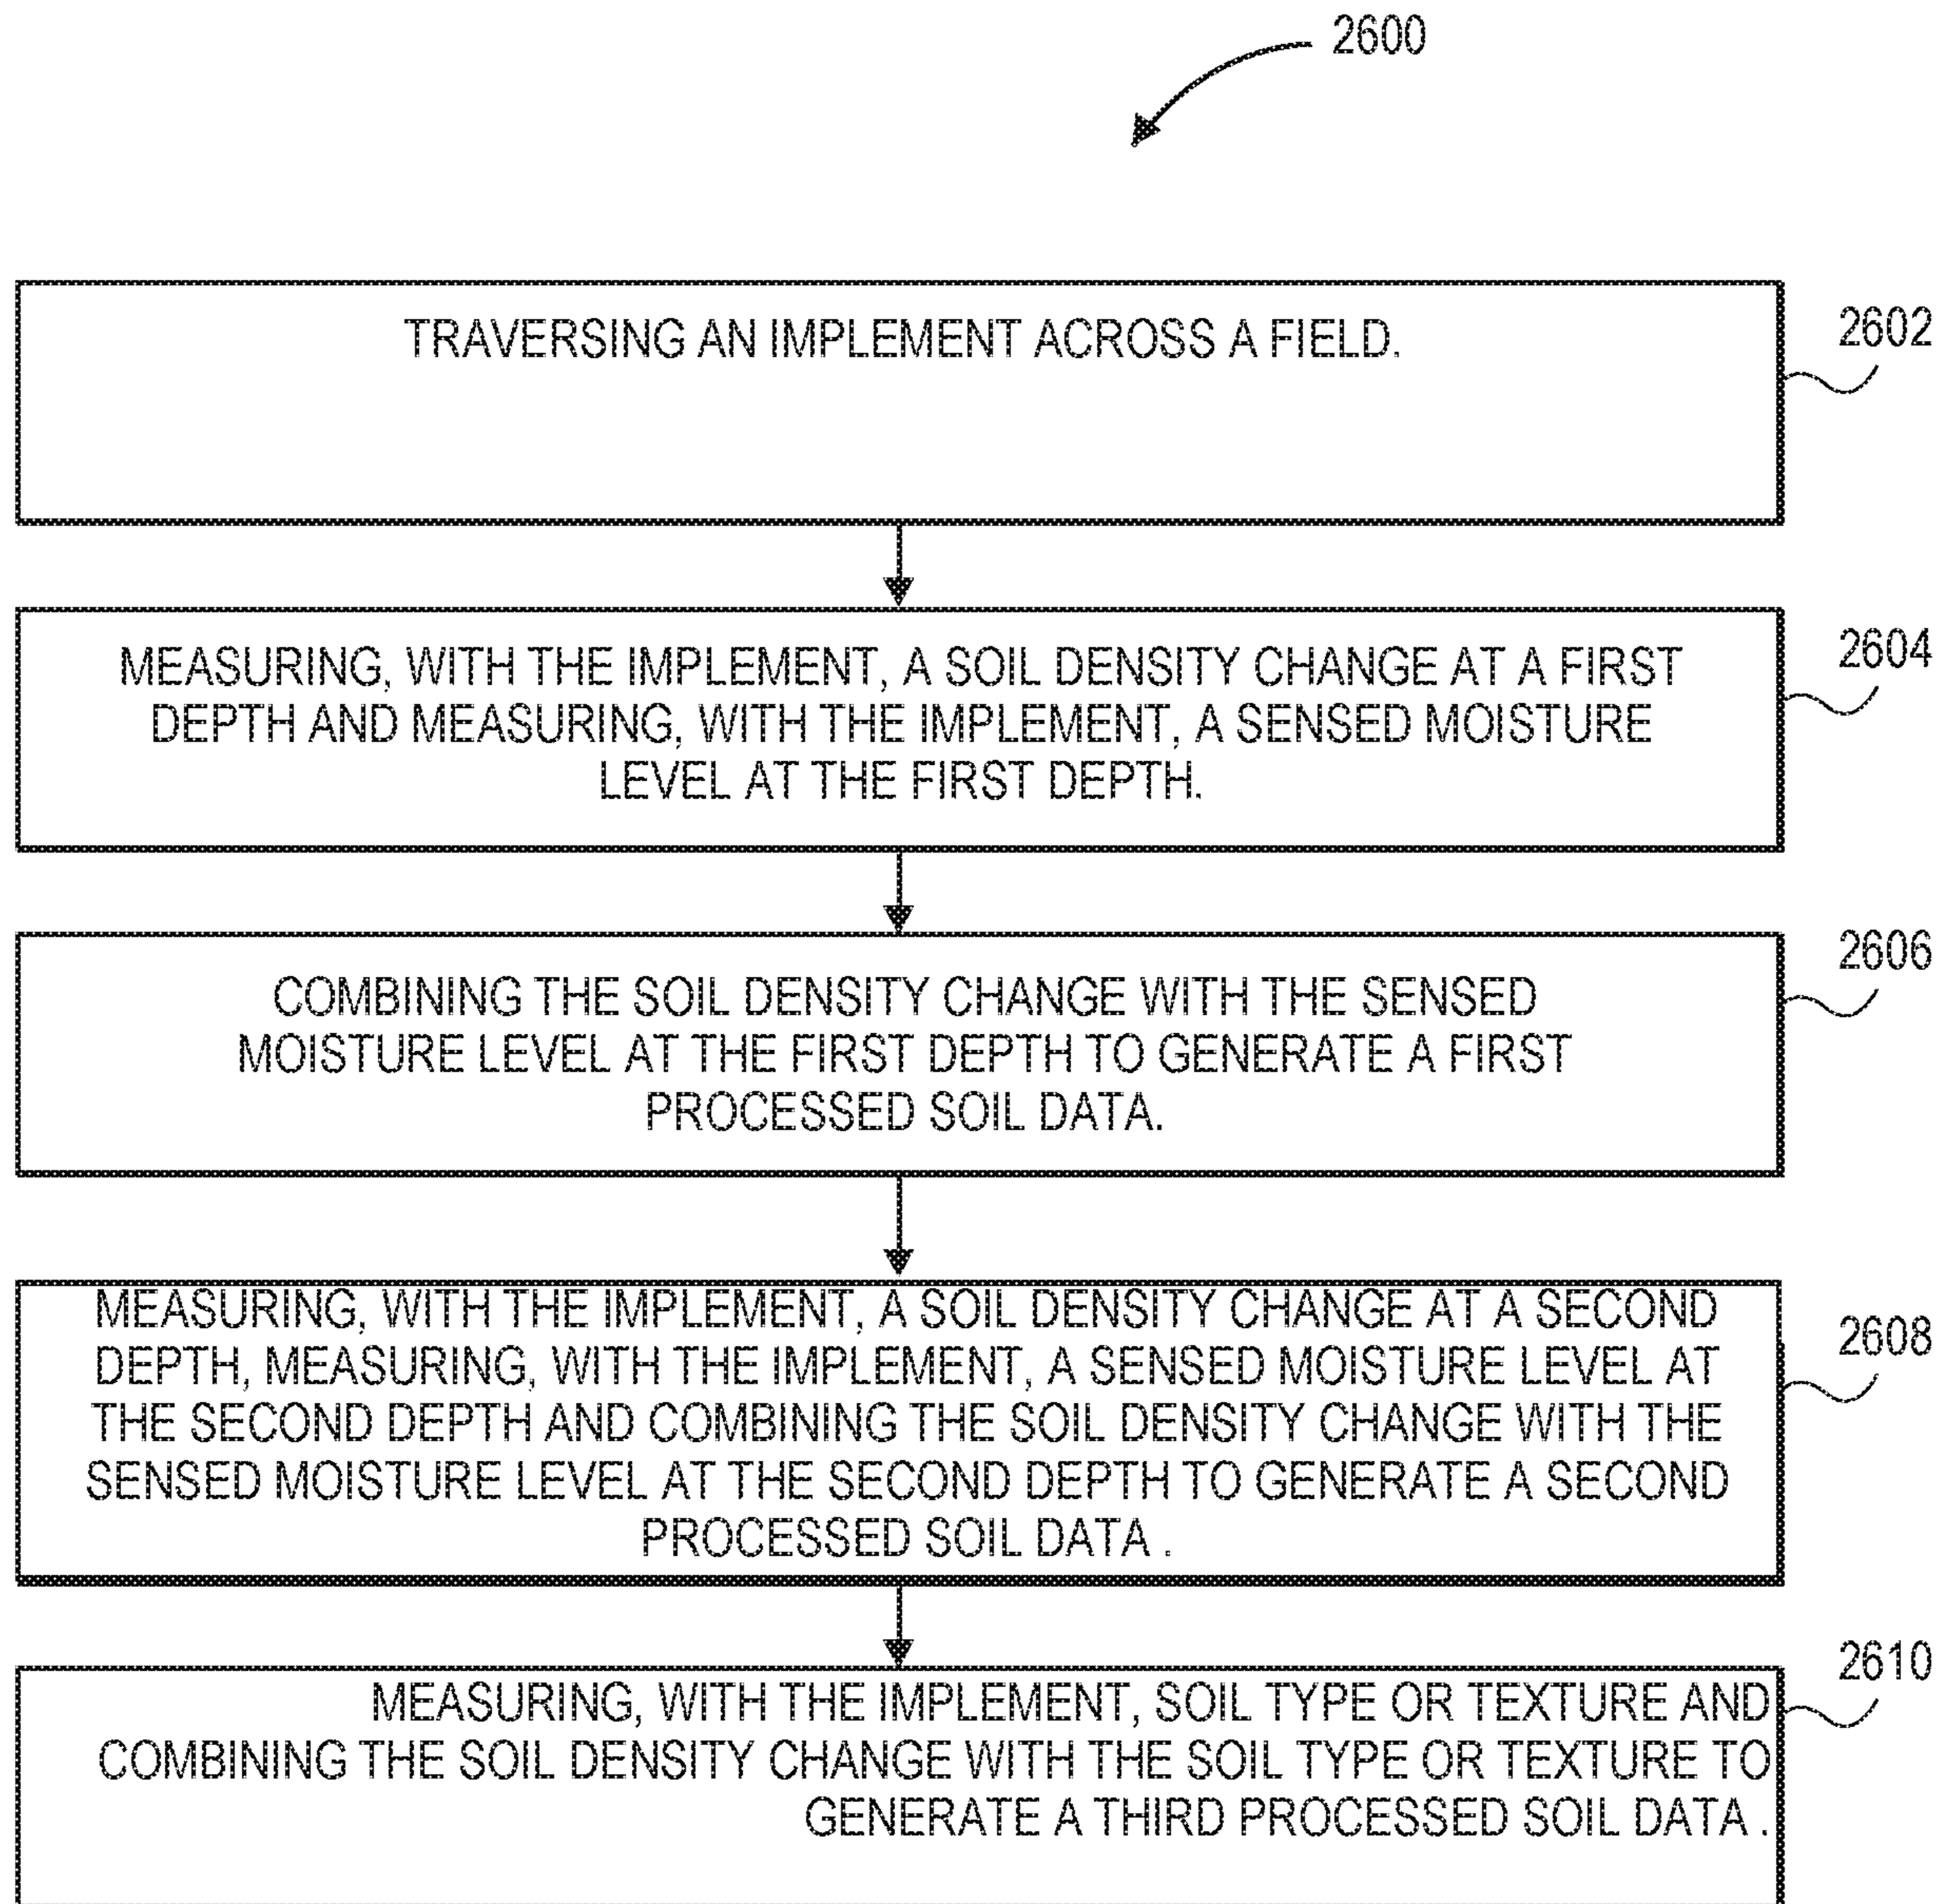 2600
TRAVERSING AN IMPLEMENT ACROSS A FIELD.
2602
MEASURING, WITH THE IMPLEMENT, A SOIL DENSITY CHANGE AT A FIRST
DEPTH AND MEASURING, WITH THE IMPLEMENT, A SENSED MOISTURE
LEVEL AT THE FIRST DEPTH.
2604
COMBINING THE SOIL DENSITY CHANGE WITH THE SENSED
MOISTURE LEVEL AT THE FIRST DEPTH TO GENERATE A FIRST
PROCESSED SOIL DATA.
2606
MEASURING, WITH THE IMPLEMENT, A SOIL DENSITY CHANGE AT A SECOND
DEPTH, MEASURING, WITH THE IMPLEMENT, A SENSED MOISTURE LEVEL AT
THE SECOND DEPTH AND COMBINING THE SOIL DENSITY CHANGE WITH THE
SENSED MOISTURE LEVEL AT THE SECOND DEPTH TO GENERATE A SECOND
PROCESSED SOIL DATA .
2608
MEASURING, WITH THE IMPLEMENT, SOIL TYPE OR TEXTURE AND
COMBINING THE SOIL DENSITY CHANGE WITH THE SOIL TYPE OR TEXTURE TO
GENERATE A THIRD PROCESSED SOIL DATA .
2610